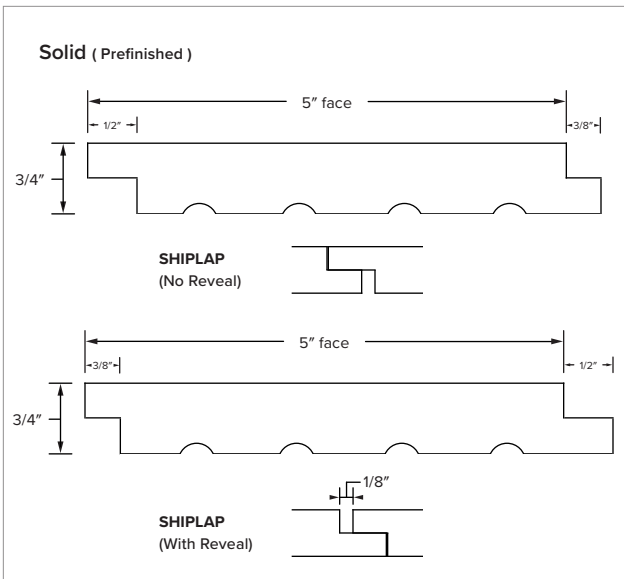 Solid ( Prefinished )
5″ face
1/2″
3/8″
3/4″
SHIPLAP
(No Reveal)
5″ face
3/8″
1/2″
3/4″
1/8″
SHIPLAP
(With Reveal)